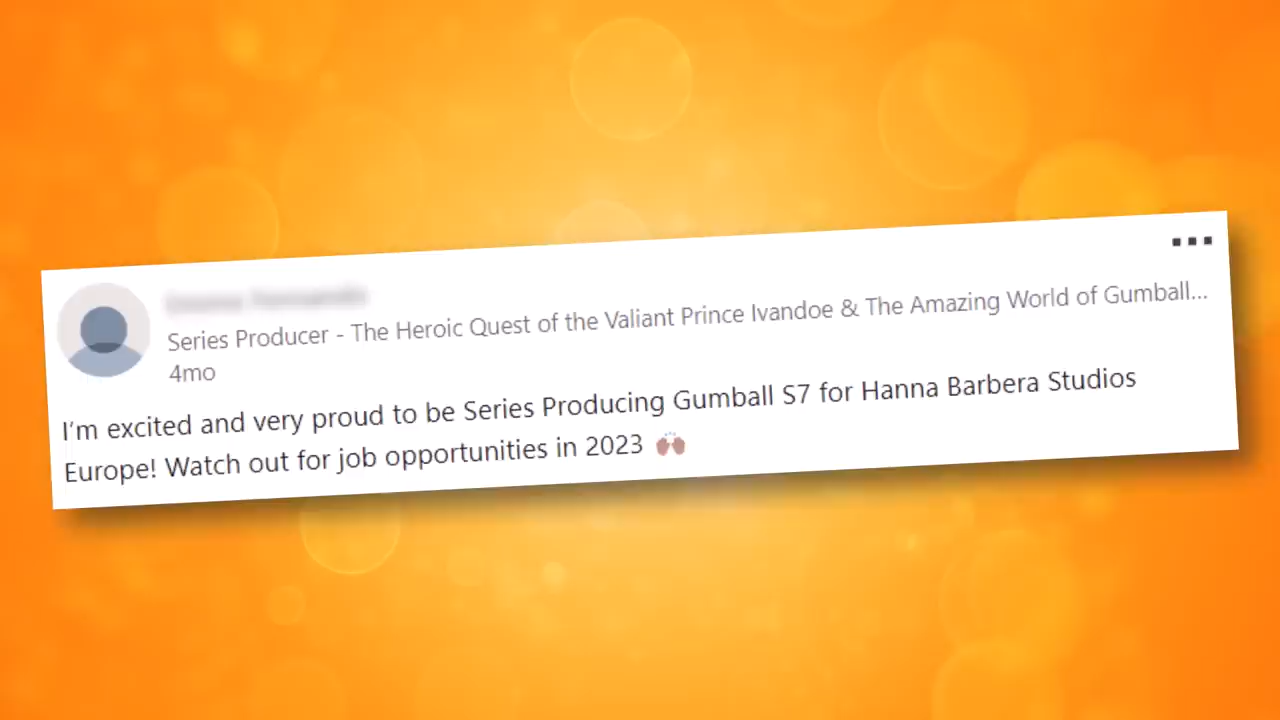 Series Producer - The Heroic Quest of the Valiant Prince Ivandoe & The Amazing World of Gumball...
4mo
I'm excited and very proud to be Series Producing Gumball S7 for Hanna Barbera Studios
Europe! Watch out for job opportunities in 2023 🙌🏽